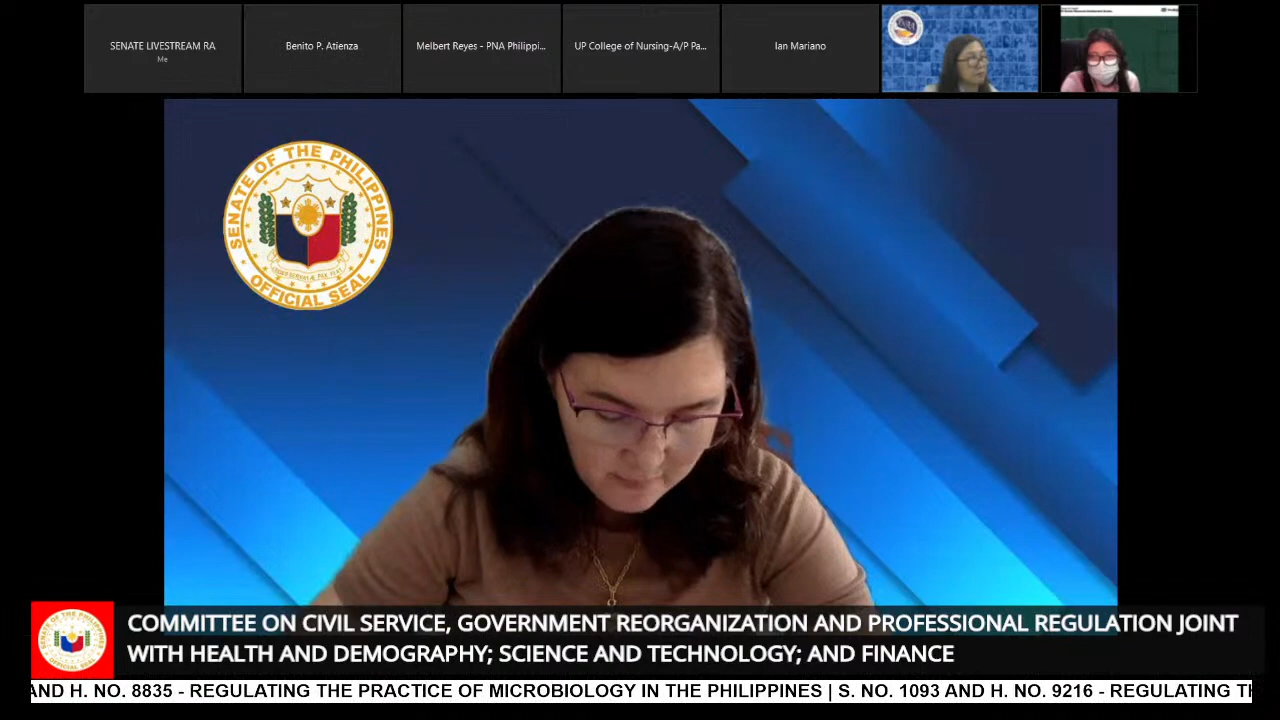 SENATE LIVESTREAM RA
Me
Benito P. Atienza
Melbert Reyes - PNA Philippi...
UP College of Nursing-A/P Pa...
Ian Mariano
SENATE OF THE PHILIPPINES
OFFICIAL SEAL
COMMITTEE ON CIVIL SERVICE, GOVERNMENT REORGANIZATION AND PROFESSIONAL REGULATION JOINT
WITH HEALTH AND DEMOGRAPHY; SCIENCE AND TECHNOLOGY; AND FINANCE
AND H. NO. 8835 - REGULATING THE PRACTICE OF MICROBIOLOGY IN THE PHILIPPINES | S. NO. 1093 AND H. NO. 9216 - REGULATING